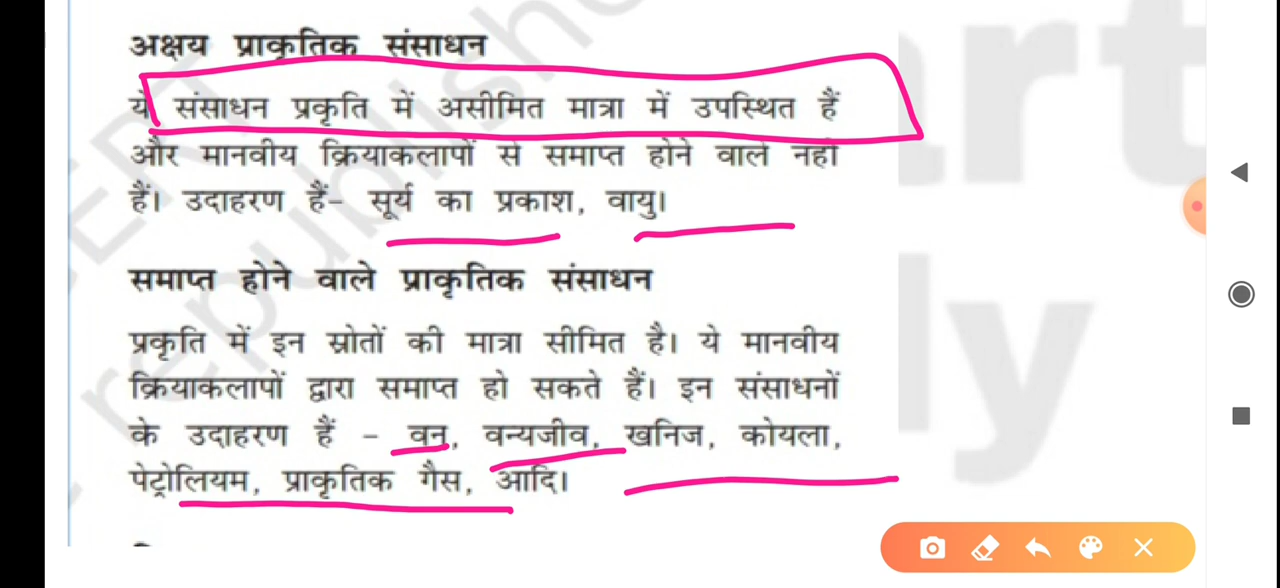 अक्षय प्राकृतिक संसाधन
ये संसाधन प्रकृति में असीमित मात्रा में उपस्थित हैं
और मानवीय क्रियाकलापों से समाप्त होने वाले नहीं
हैं। उदाहरण हैं– सूर्य का प्रकाश, वायु।
समाप्त होने वाले प्राकृतिक संसाधन
प्रकृति में इन स्रोतों की मात्रा सीमित है। ये मानवीय
क्रियाकलापों द्वारा समाप्त हो सकते हैं। इन संसाधनों
के उदाहरण हैं – वन, वन्यजीव, खनिज, कोयला,
पेट्रोलियम, प्राकृतिक गैस, आदि।